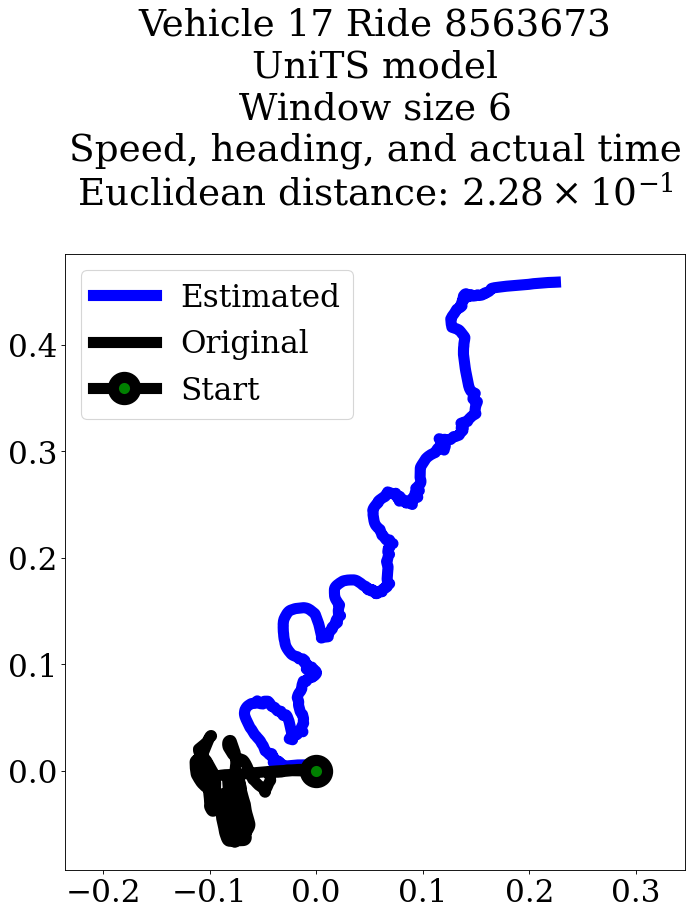 Vehicle 17 Ride 8563673
UniTS model
Window size 6
Speed, heading, and actual time
Euclidean distance: 2.28 × 10⁻¹
Estimated
Original
Start
0.4
0.3
0.2
0.1
0.0
−0.2 −0.1 0.0 0.1 0.2 0.3